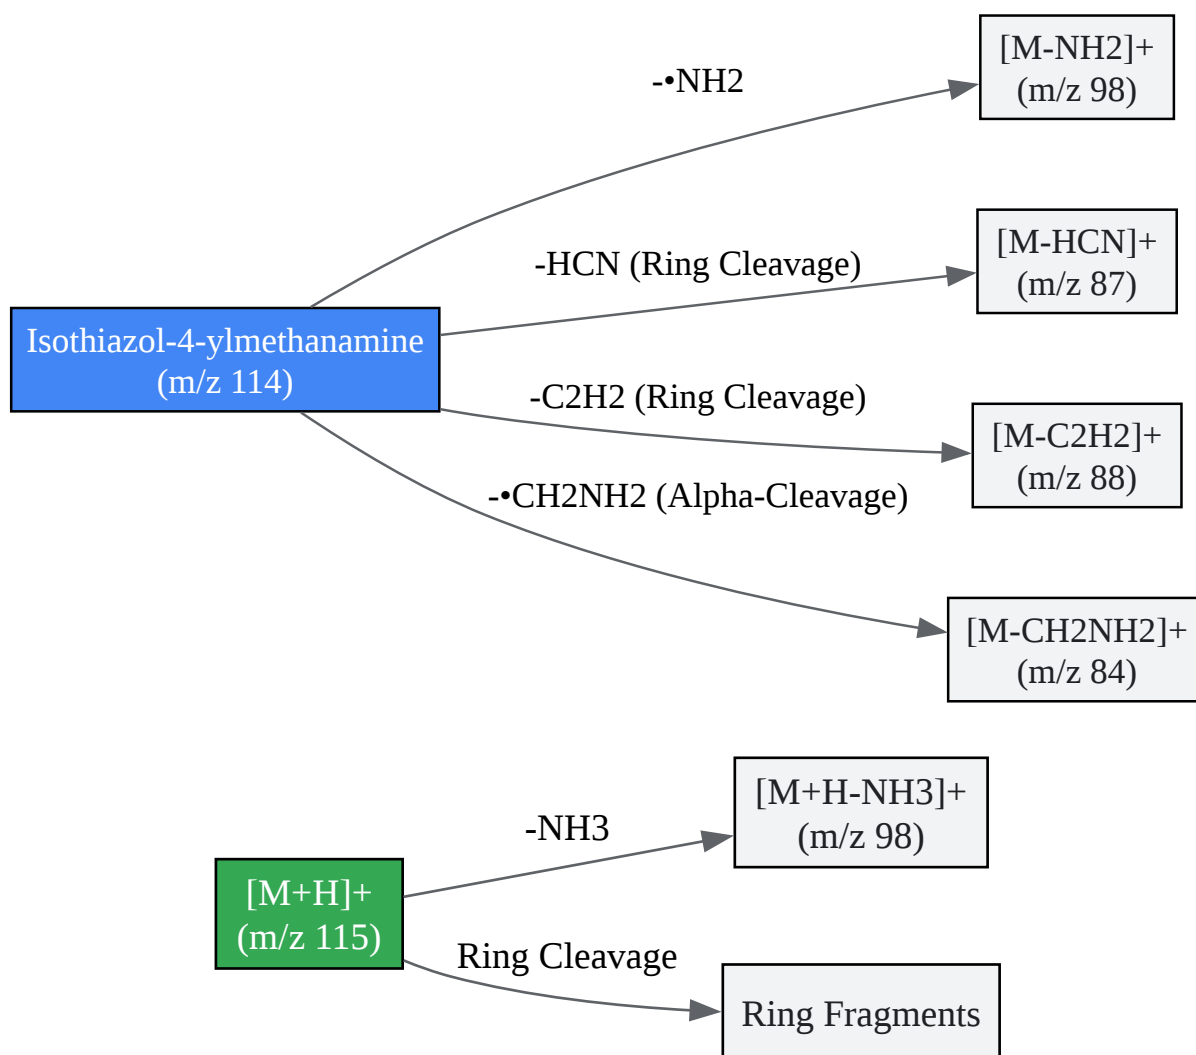 -•NH2
[M-NH2]+
(m/z 98)
-HCN (Ring Cleavage)
[M-HCN]+
(m/z 87)
Isothiazol-4-ylmethanamine
(m/z 114)
-C2H2 (Ring Cleavage)
[M-C2H2]+
(m/z 88)
-•CH2NH2 (Alpha-Cleavage)
[M-CH2NH2]+
(m/z 84)
-NH3
[M+H-NH3]+
(m/z 98)
[M+H]+
(m/z 115)
Ring Cleavage
Ring Fragments